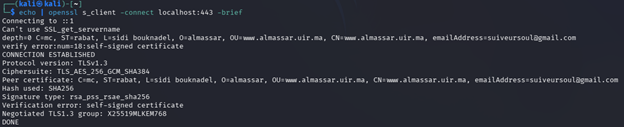 ┌──(kali㉿kali)-[~]
└─$ echo | openssl s_client -connect localhost:443 -brief
Connecting to ::1
Can't use SSL_get_servername
depth=0 C=mc, ST=rabat, L=sidi bouknadel, O=almassar, OU=www.almassar.uir.ma, CN=www.almassar.uir.ma, emailAddress=suiveursoul@gmail.com
verify error:num=18:self-signed certificate
CONNECTION ESTABLISHED
Protocol version: TLSv1.3
Ciphersuite: TLS_AES_256_GCM_SHA384
Peer certificate: C=mc, ST=rabat, L=sidi bouknadel, O=almassar, OU=www.almassar.uir.ma, CN=www.almassar.uir.ma, emailAddress=suiveursoul@gmail.com
Hash used: SHA256
Signature type: rsa_pss_rsae_sha256
Verification error: self-signed certificate
Negotiated TLS1.3 group: X25519MLKEM768
DONE